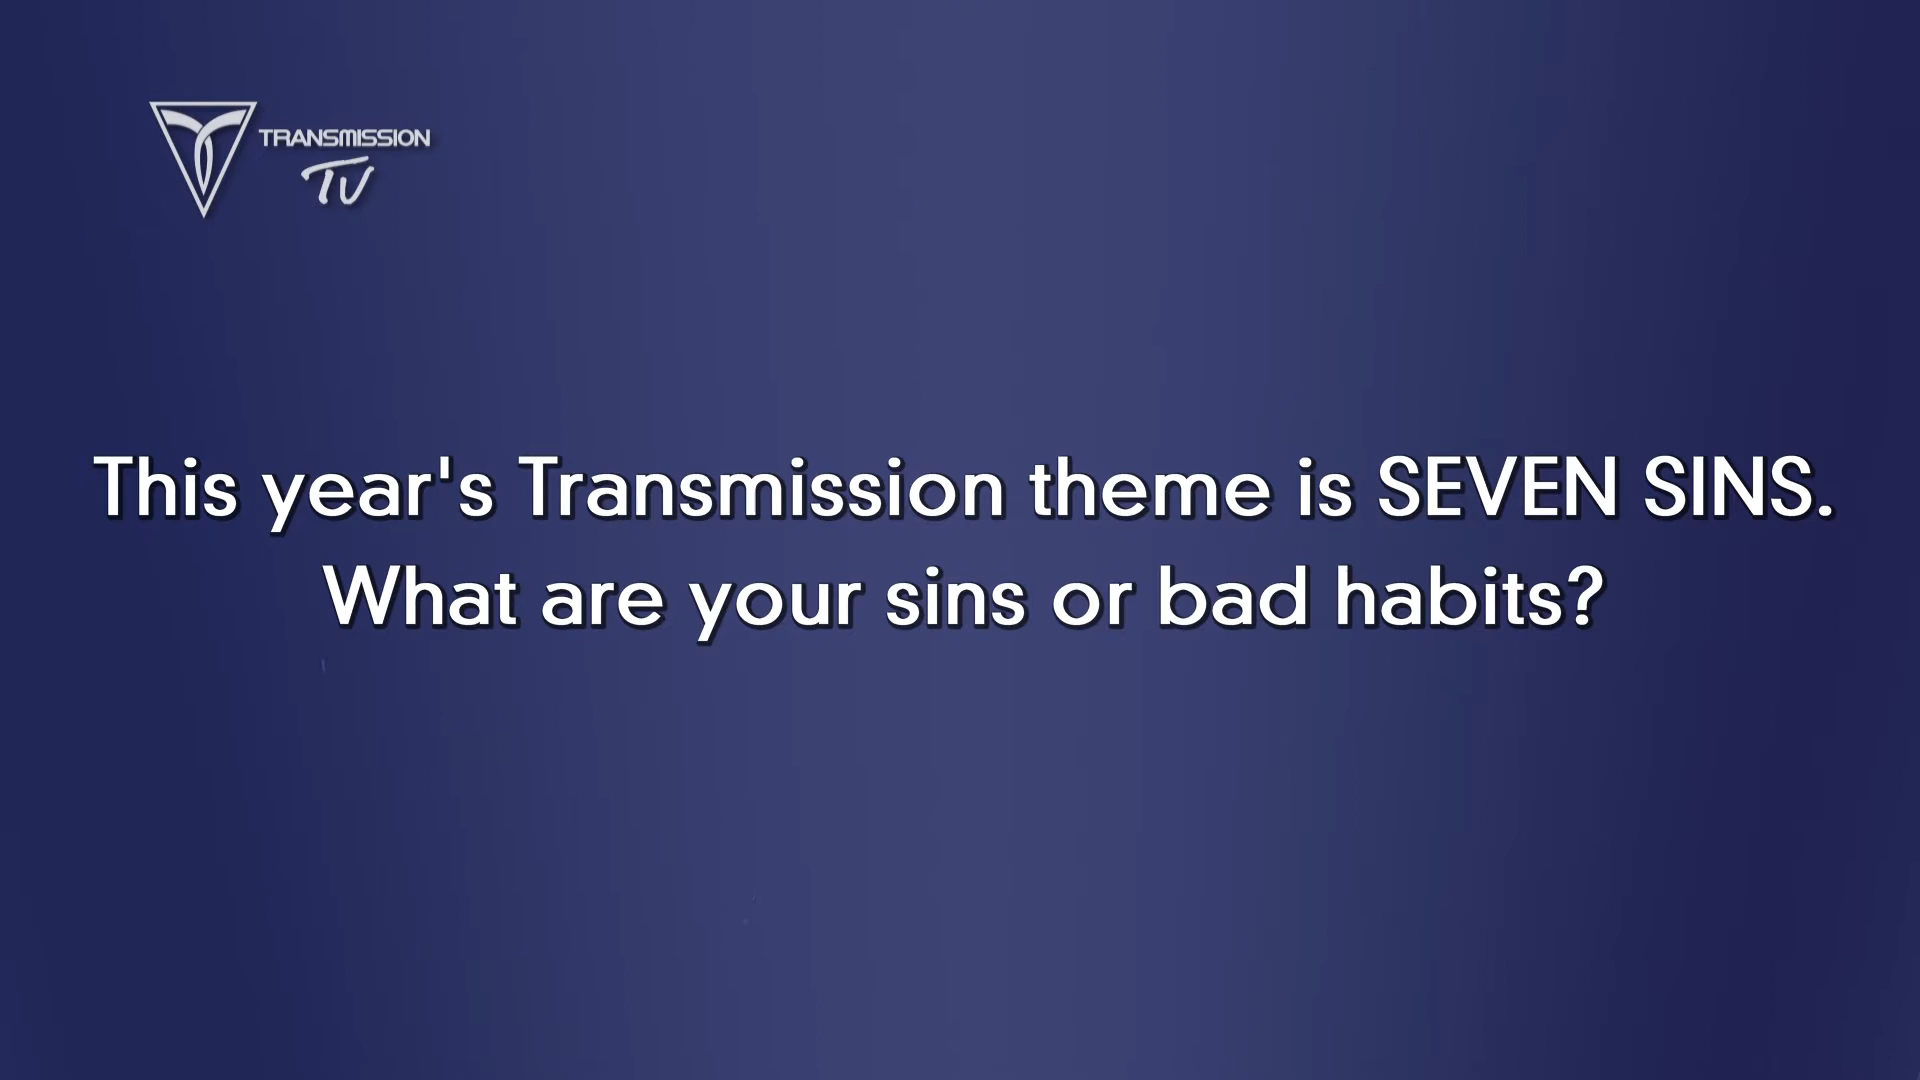 TRANSMISSION
TV
This year's Transmission theme is SEVEN SINS.
What are your sins or bad habits?